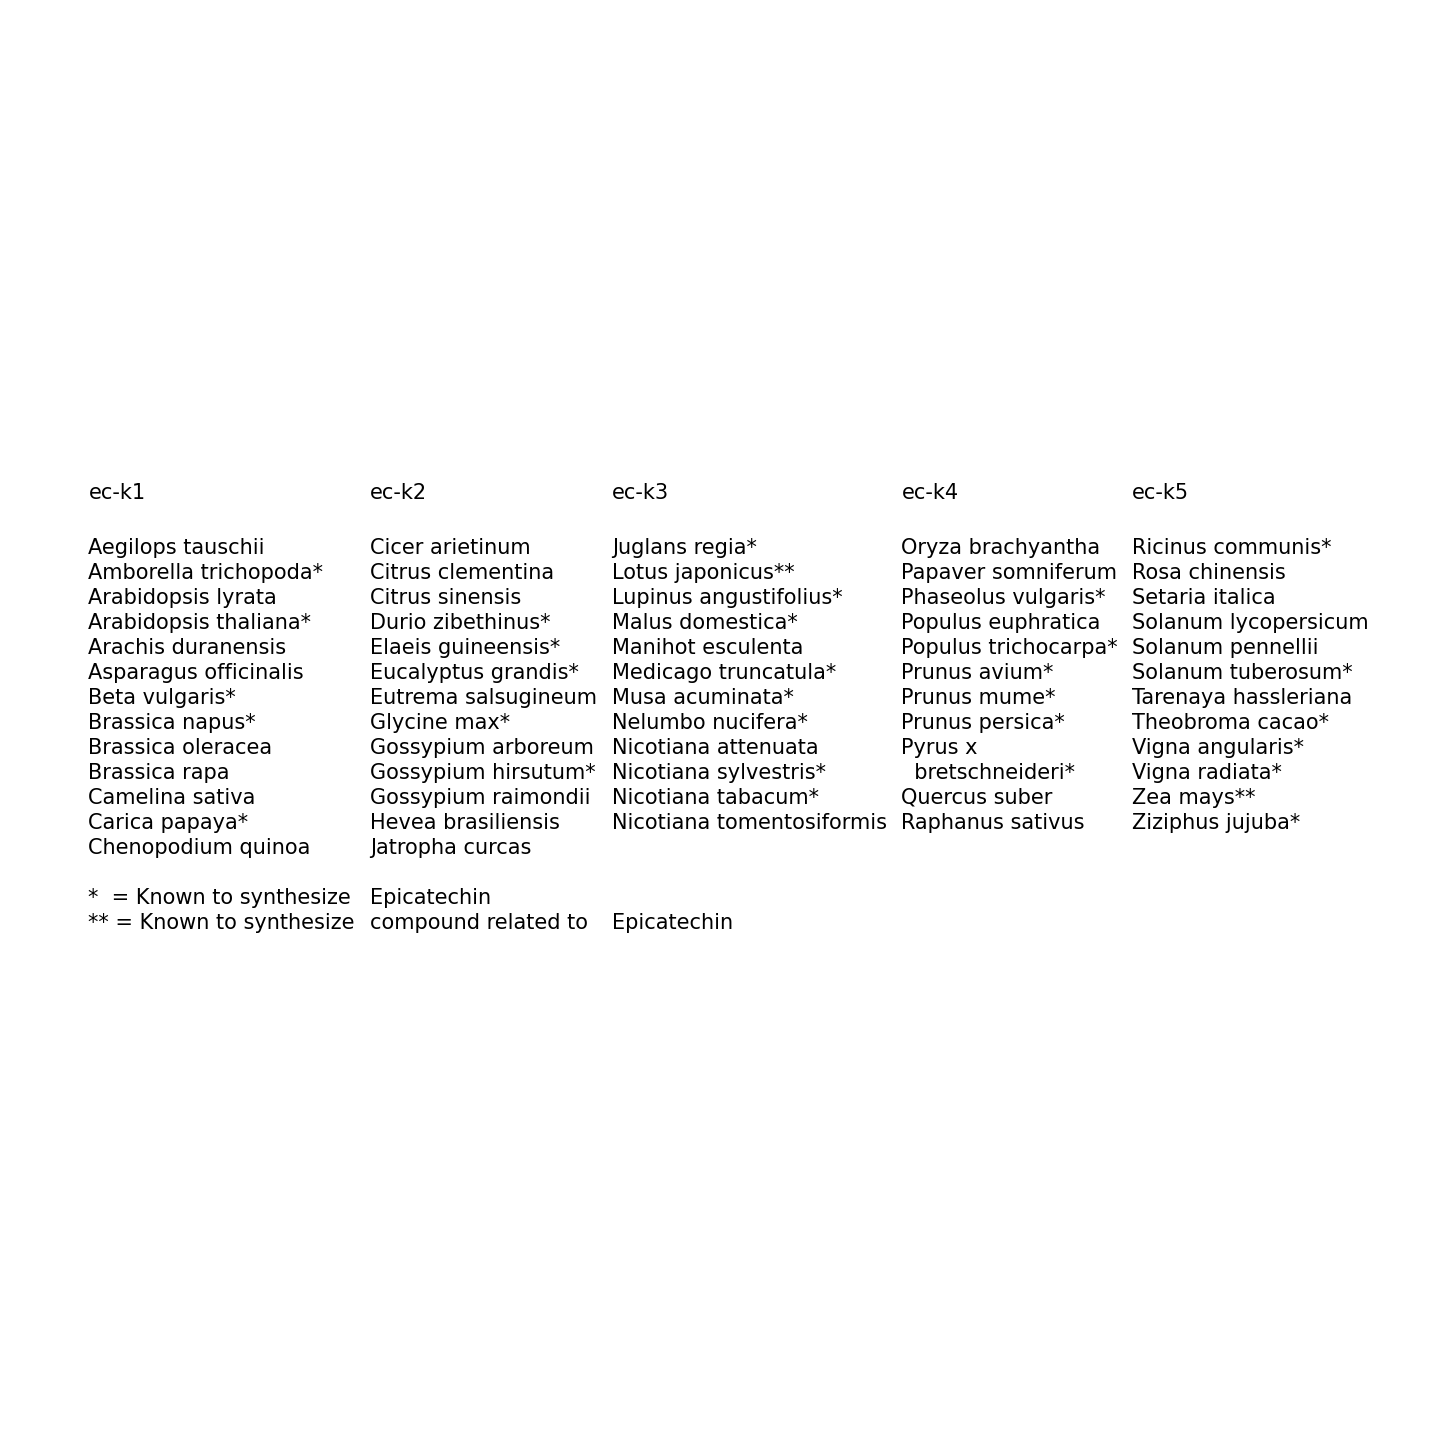 ec-k1 ec-k2 ec-k3 ec-k4 ec-k5
Aegilops tauschii Cicer arietinum Juglans regia* Oryza brachyantha Ricinus communis*
Amborella trichopoda* Citrus clementina Lotus japonicus** Papaver somniferum Rosa chinensis
Arabidopsis lyrata Citrus sinensis Lupinus angustifolius* Phaseolus vulgaris* Setaria italica
Arabidopsis thaliana* Durio zibethinus* Malus domestica* Populus euphratica Solanum lycopersicum
Arachis duranensis Elaeis guineensis* Manihot esculenta Populus trichocarpa* Solanum pennellii
Asparagus officinalis Eucalyptus grandis* Medicago truncatula* Prunus avium* Solanum tuberosum*
Beta vulgaris* Eutrema salsugineum Musa acuminata* Prunus mume* Tarenaya hassleriana
Brassica napus* Glycine max* Nelumbo nucifera* Prunus persica* Theobroma cacao*
Brassica oleracea Gossypium arboreum Nicotiana attenuata Pyrus x Vigna angularis*
Brassica rapa Gossypium hirsutum* Nicotiana sylvestris* bretschneideri* Vigna radiata*
Camelina sativa Gossypium raimondii Nicotiana tabacum* Quercus suber Zea mays**
Carica papaya* Hevea brasiliensis Nicotiana tomentosiformis Raphanus sativus Ziziphus jujuba*
Chenopodium quinoa Jatropha curcas
* = Known to synthesize Epicatechin
** = Known to synthesize compound related to Epicatechin